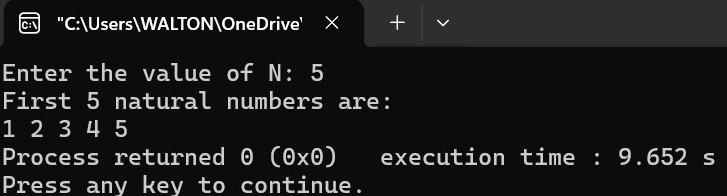 "C:\Users\WALTON\OneDrive\
Enter the value of N: 5
First 5 natural numbers are:
1 2 3 4 5
Process returned 0 (0x0)   execution time : 9.652 s
Press any key to continue.